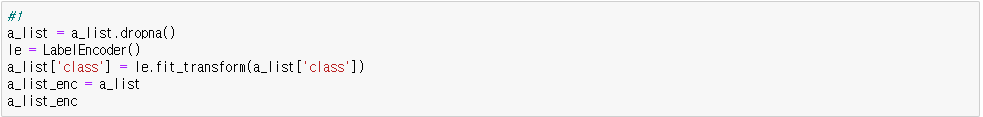 #1
a_list = a_list.dropna()
le = LabelEncoder()
a_list['class'] = le.fit_transform(a_list['class'])
a_list_enc = a_list
a_list_enc